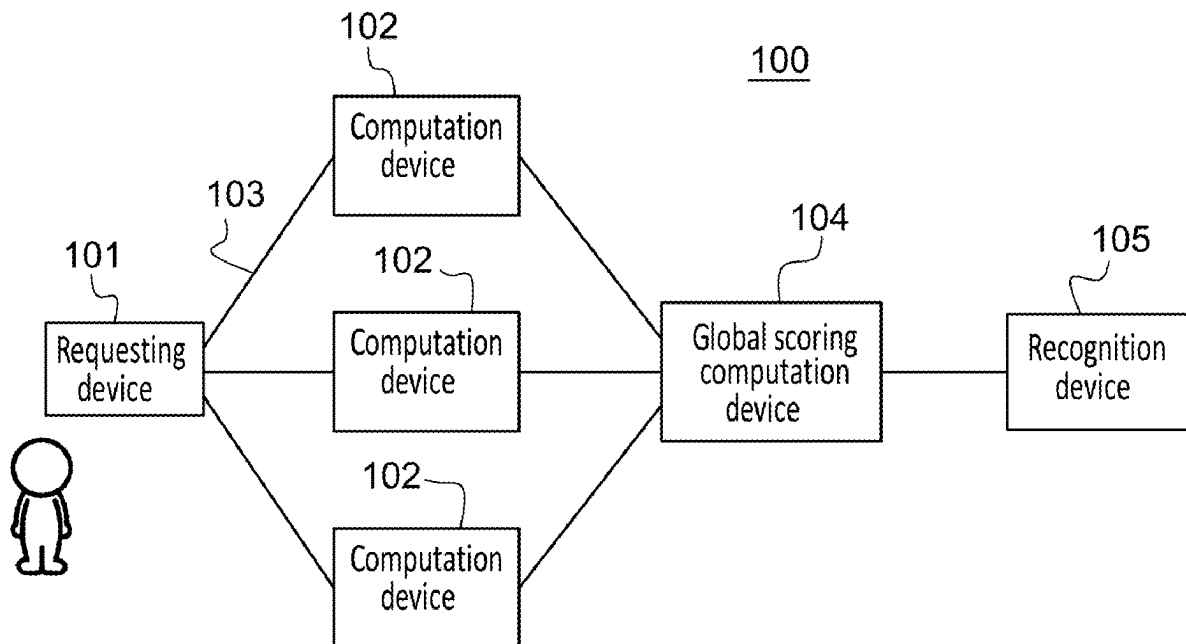 102
100
Computation
device
103
104
105
101
102
Requesting
device
Computation
device
Global scoring
computation
device
Recognition
device
102
Computation
device